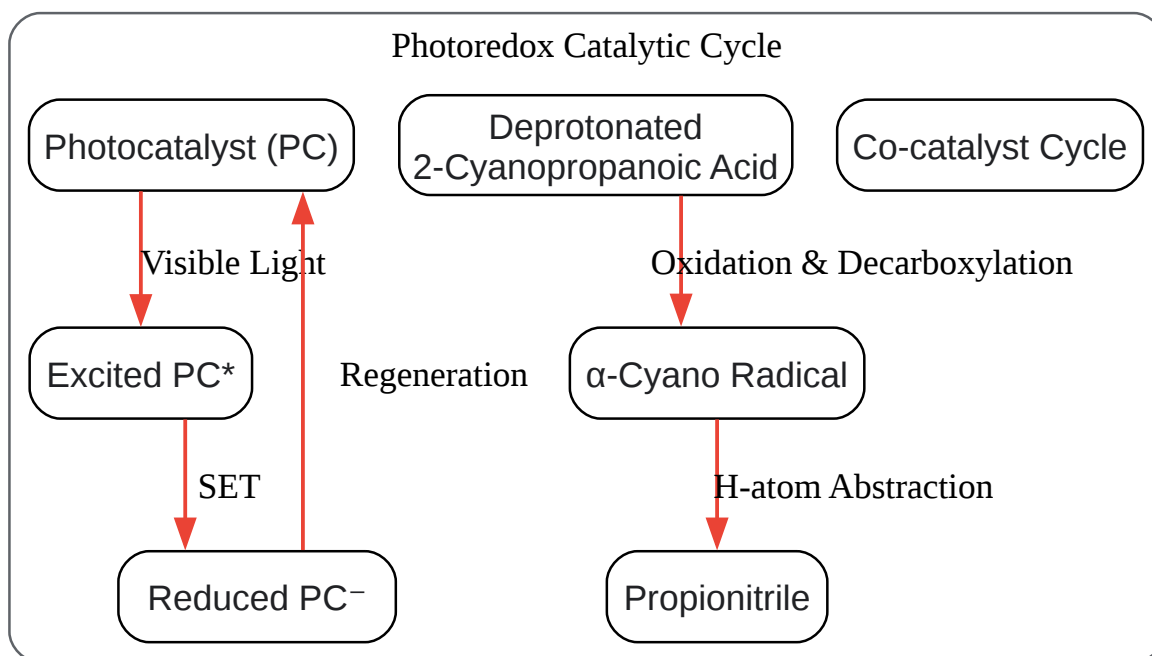 Photoredox Catalytic Cycle
Photocatalyst (PC)
Deprotonated
2-Cyanopropanoic Acid
Co-catalyst Cycle
Visible Light
Oxidation & Decarboxylation
Excited PC*
Regeneration
α-Cyano Radical
SET
H-atom Abstraction
Reduced PC⁻
Propionitrile